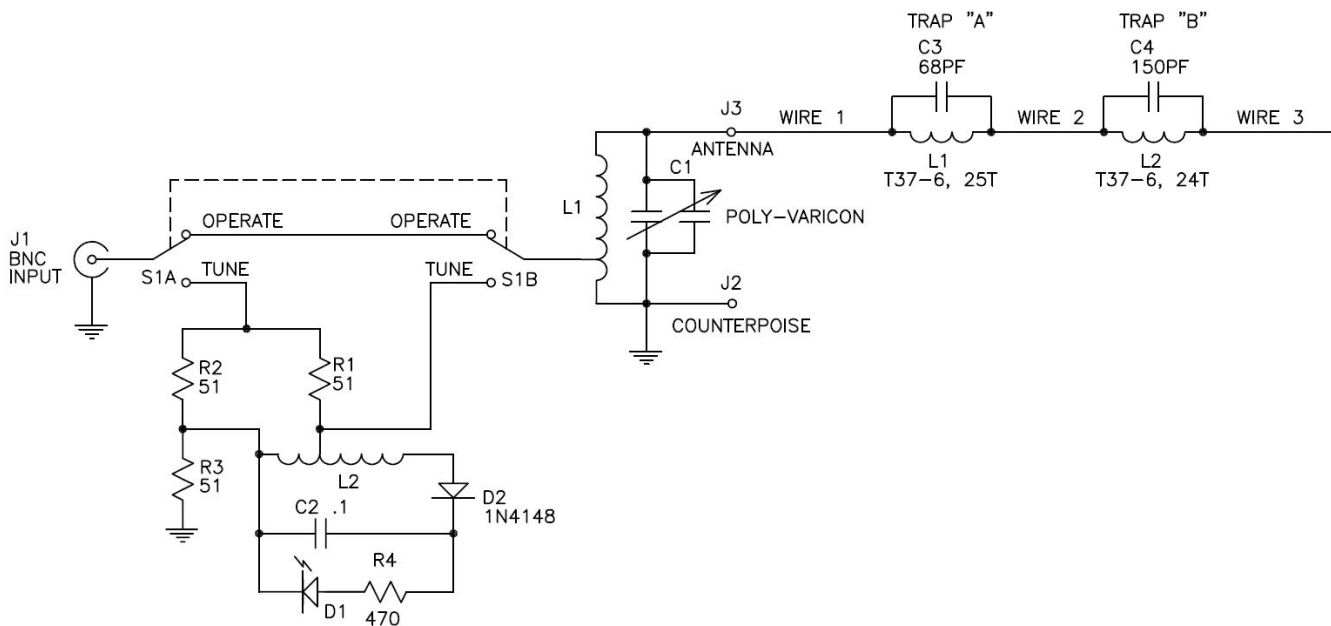 TRAP "A"
C3
68PF
TRAP "B"
C4
150PF
J3
WIRE 1
WIRE 2
WIRE 3
ANTENNA
C1
L1
T37-6, 25T
L2
T37-6, 24T
L1
POLY-VARICON
OPERATE
OPERATE
J1
BNC
INPUT
S1A
TUNE
TUNE
S1B
J2
COUNTERPOISE
R2
51
R1
51
R3
51
L2
D2
1N4148
C2 .1
R4
D1
470